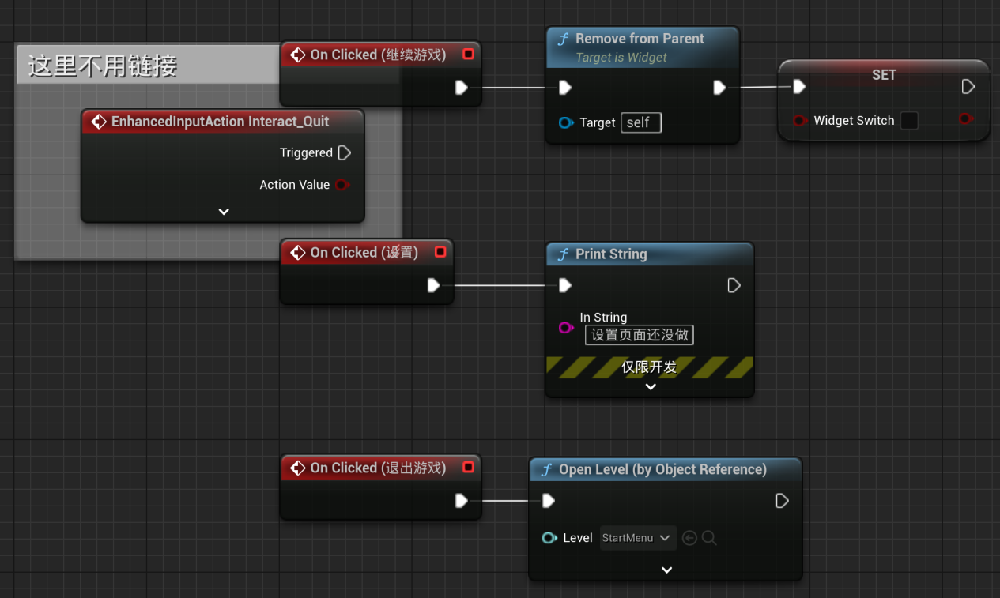 这里不用链接
EnhancedInputAction Interact_Quit
Triggered
Action Value
On Clicked (继续游戏)
f Remove from Parent
Target is Widget
Target self
SET
Widget Switch
On Clicked (设置)
f Print String
In String
设置页面还没做
仅限开发
On Clicked (退出游戏)
f Open Level (by Object Reference)
Level StartMenu